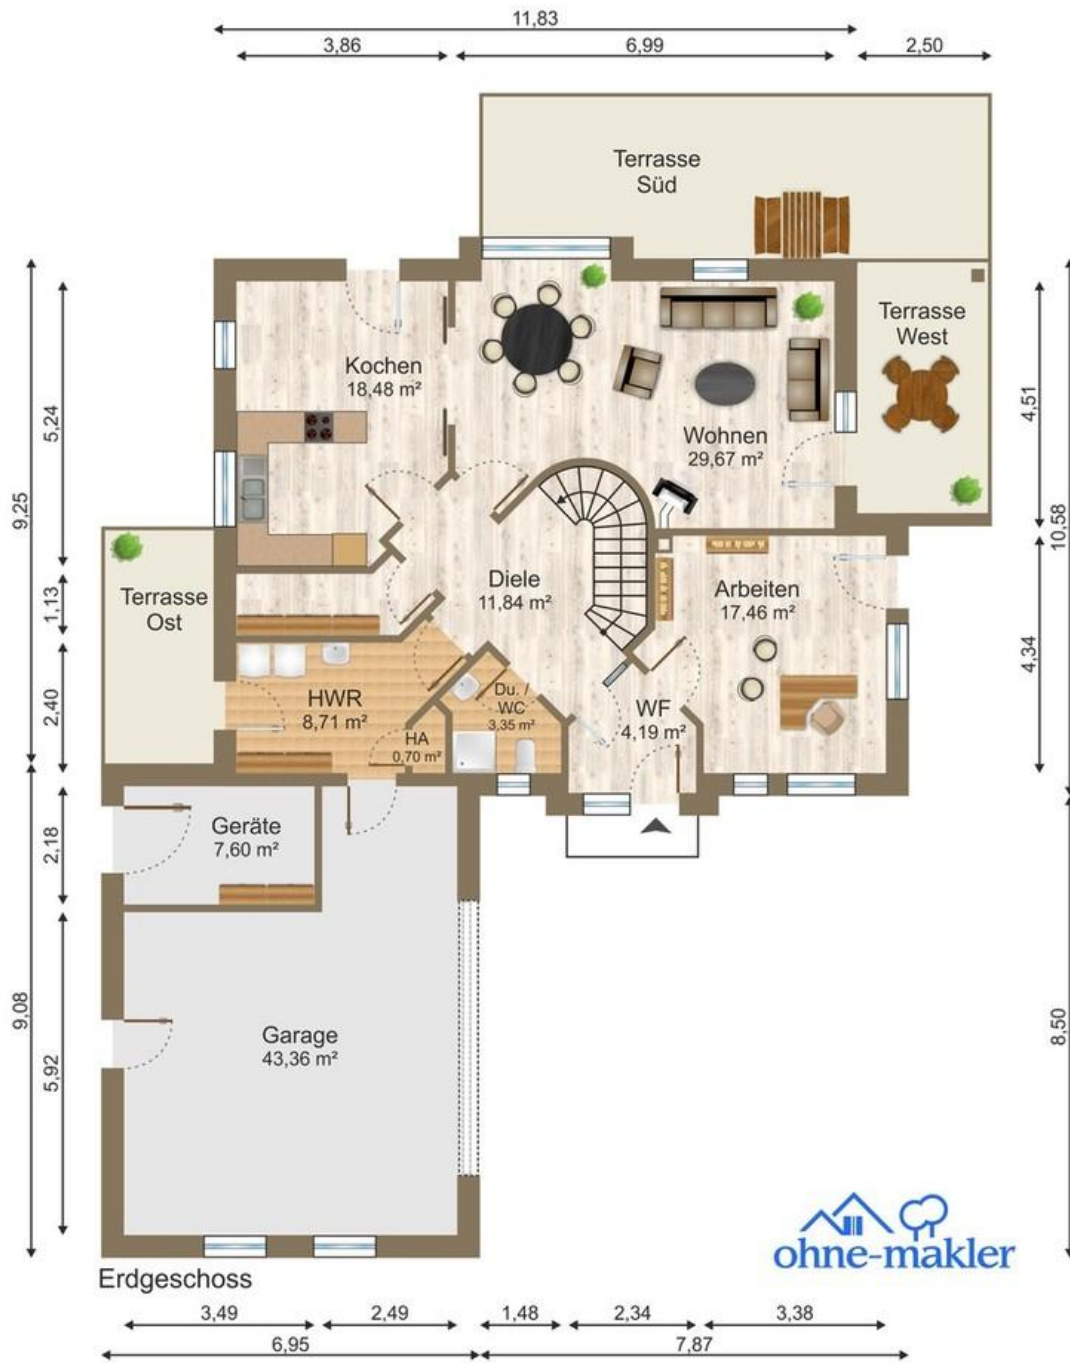 11,83
3,86
6,99
2,50
Terrasse
Süd
Terrasse
West
Kochen
18,48 m²
Wohnen
29,67 m²
5,24
4,51
9,25
10,58
Diele
11,84 m²
Arbeiten
17,46 m²
Terrasse
Ost
1,13
4,34
2,40
HWR
8,71 m²
Du. /
WC
3,35 m²
WF
4,19 m²
HA
0,70 m²
Geräte
7,60 m²
2,18
9,08
8,50
Garage
43,36 m²
5,92
ohne-makler
Erdgeschoss
3,49
2,49
1,48
2,34
3,38
6,95
7,87